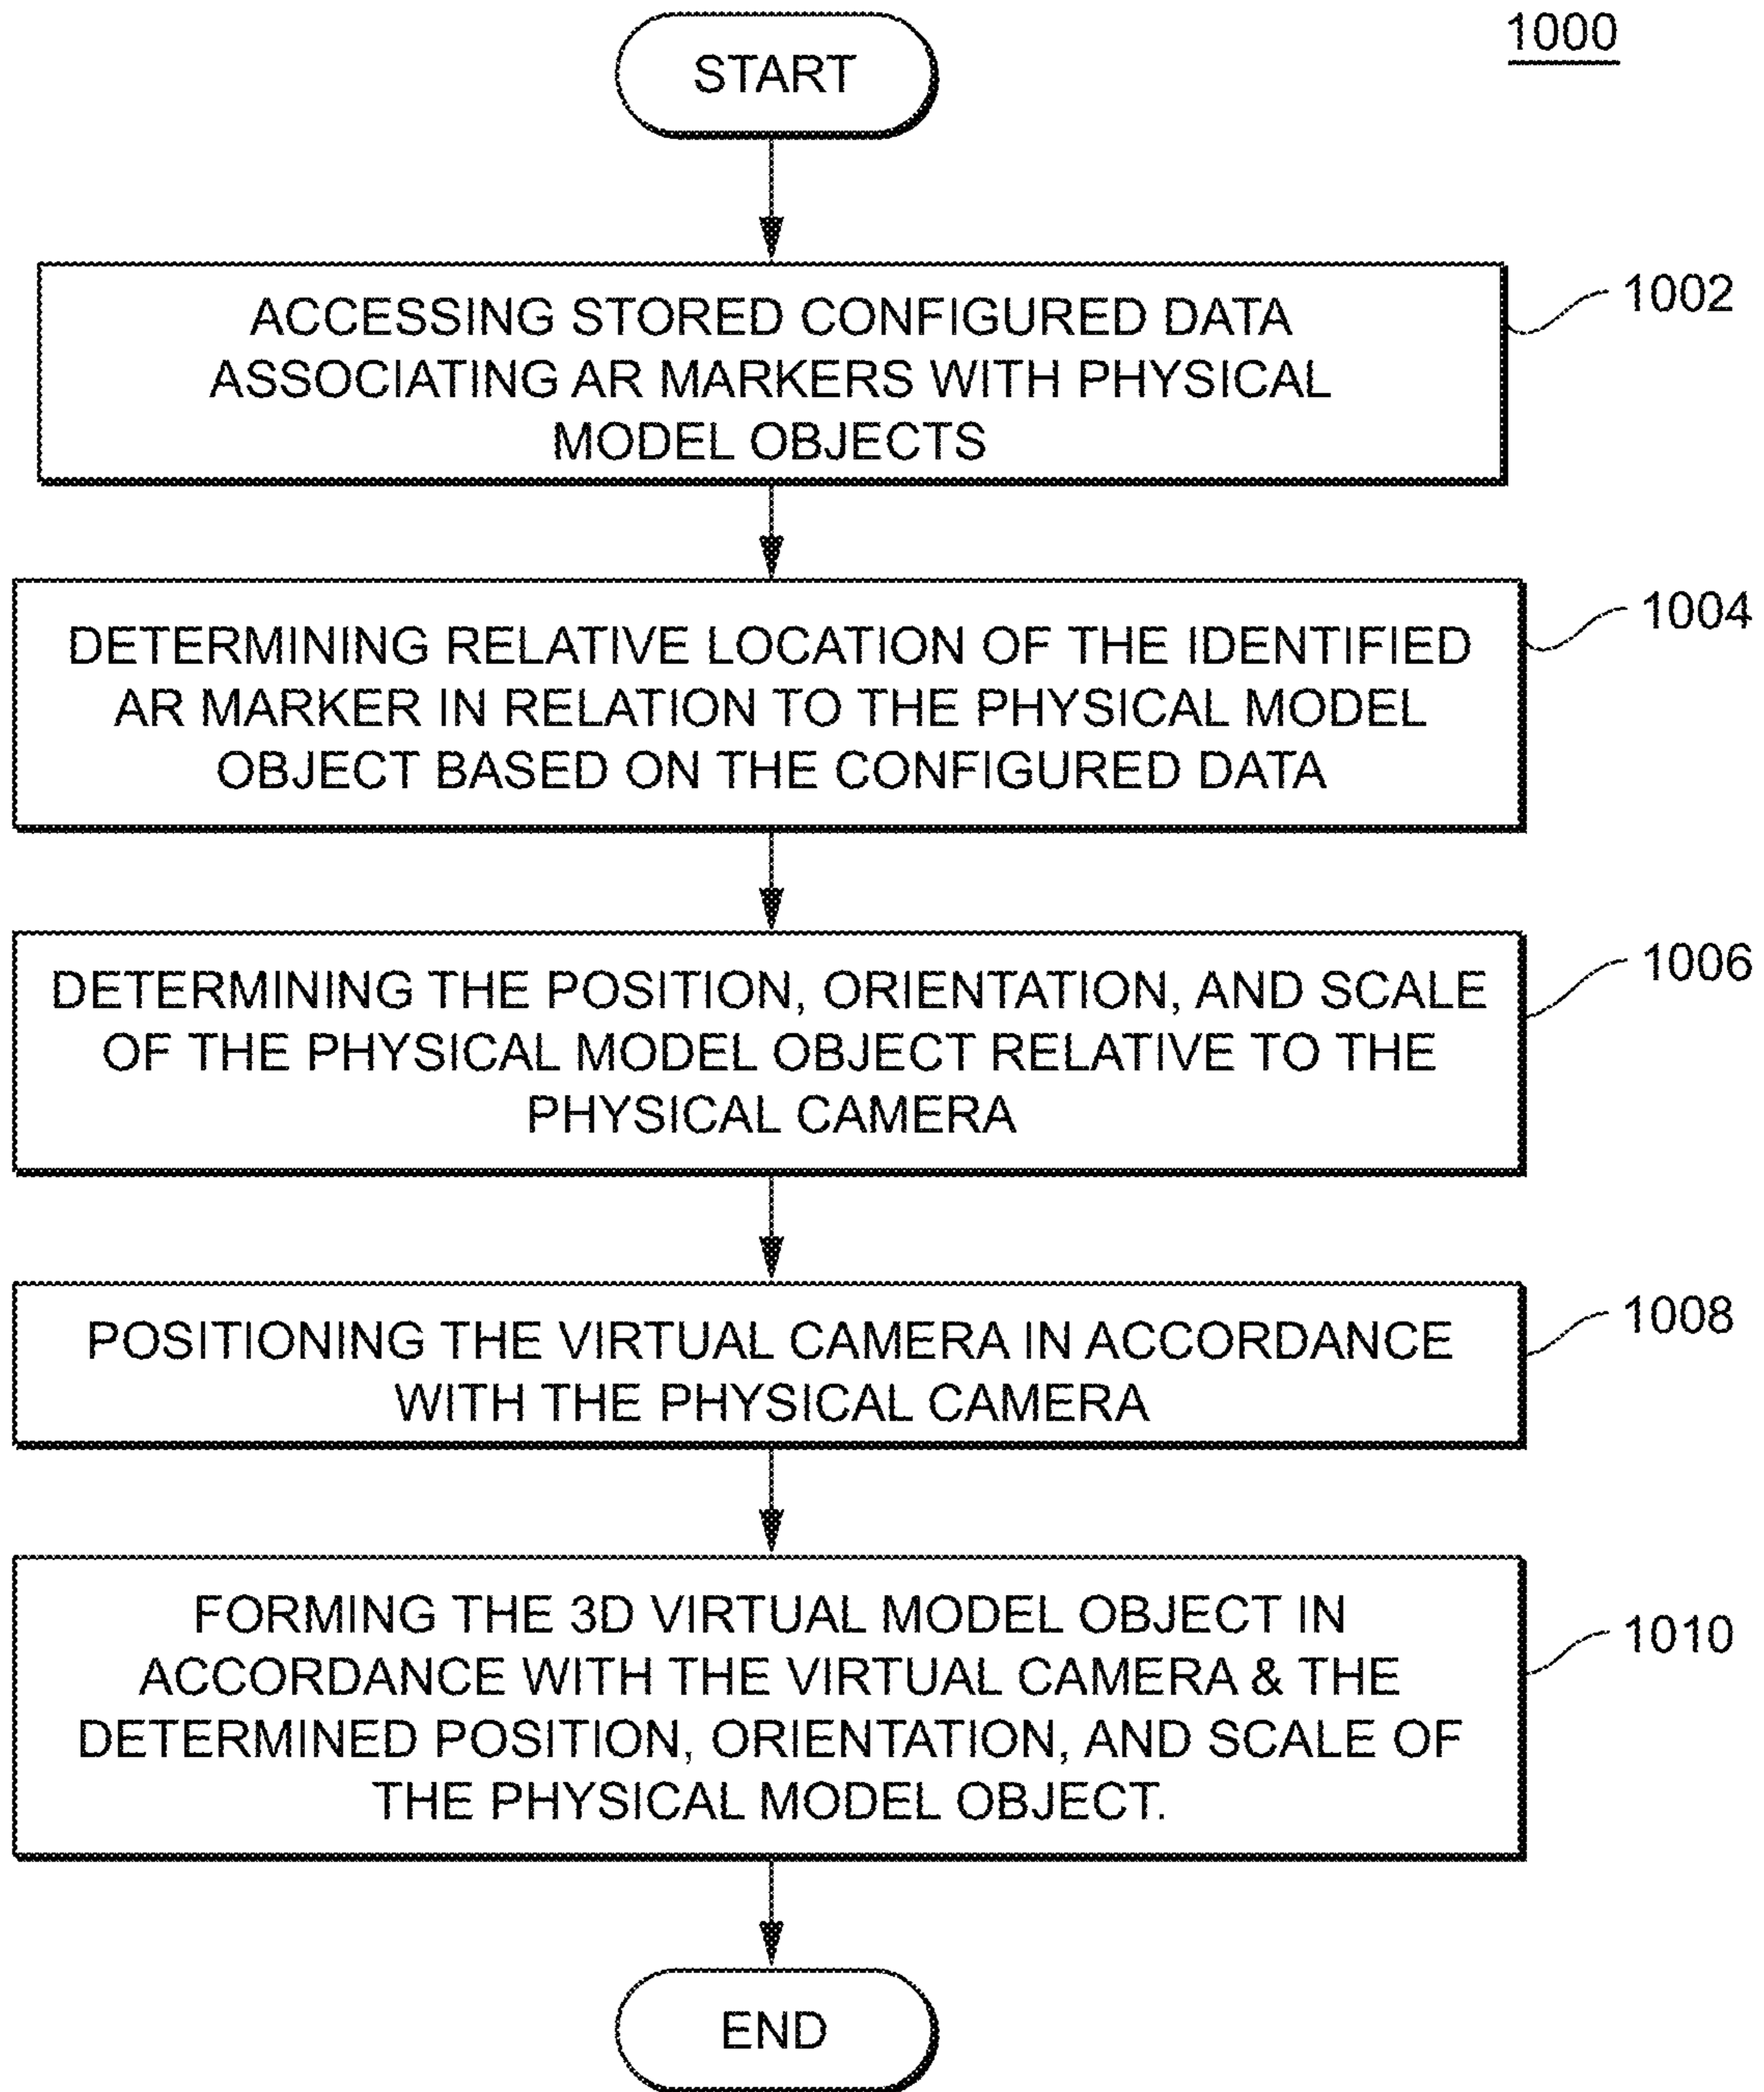 1000
START
ACCESSING STORED CONFIGURED DATA
ASSOCIATING AR MARKERS WITH PHYSICAL
MODEL OBJECTS
1002
DETERMINING RELATIVE LOCATION OF THE IDENTIFIED
AR MARKER IN RELATION TO THE PHYSICAL MODEL
OBJECT BASED ON THE CONFIGURED DATA
1004
DETERMINING THE POSITION, ORIENTATION, AND SCALE
OF THE PHYSICAL MODEL OBJECT RELATIVE TO THE
PHYSICAL CAMERA
1006
POSITIONING THE VIRTUAL CAMERA IN ACCORDANCE
WITH THE PHYSICAL CAMERA
1008
FORMING THE 3D VIRTUAL MODEL OBJECT IN
ACCORDANCE WITH THE VIRTUAL CAMERA & THE
DETERMINED POSITION, ORIENTATION, AND SCALE OF
THE PHYSICAL MODEL OBJECT.
1010
END